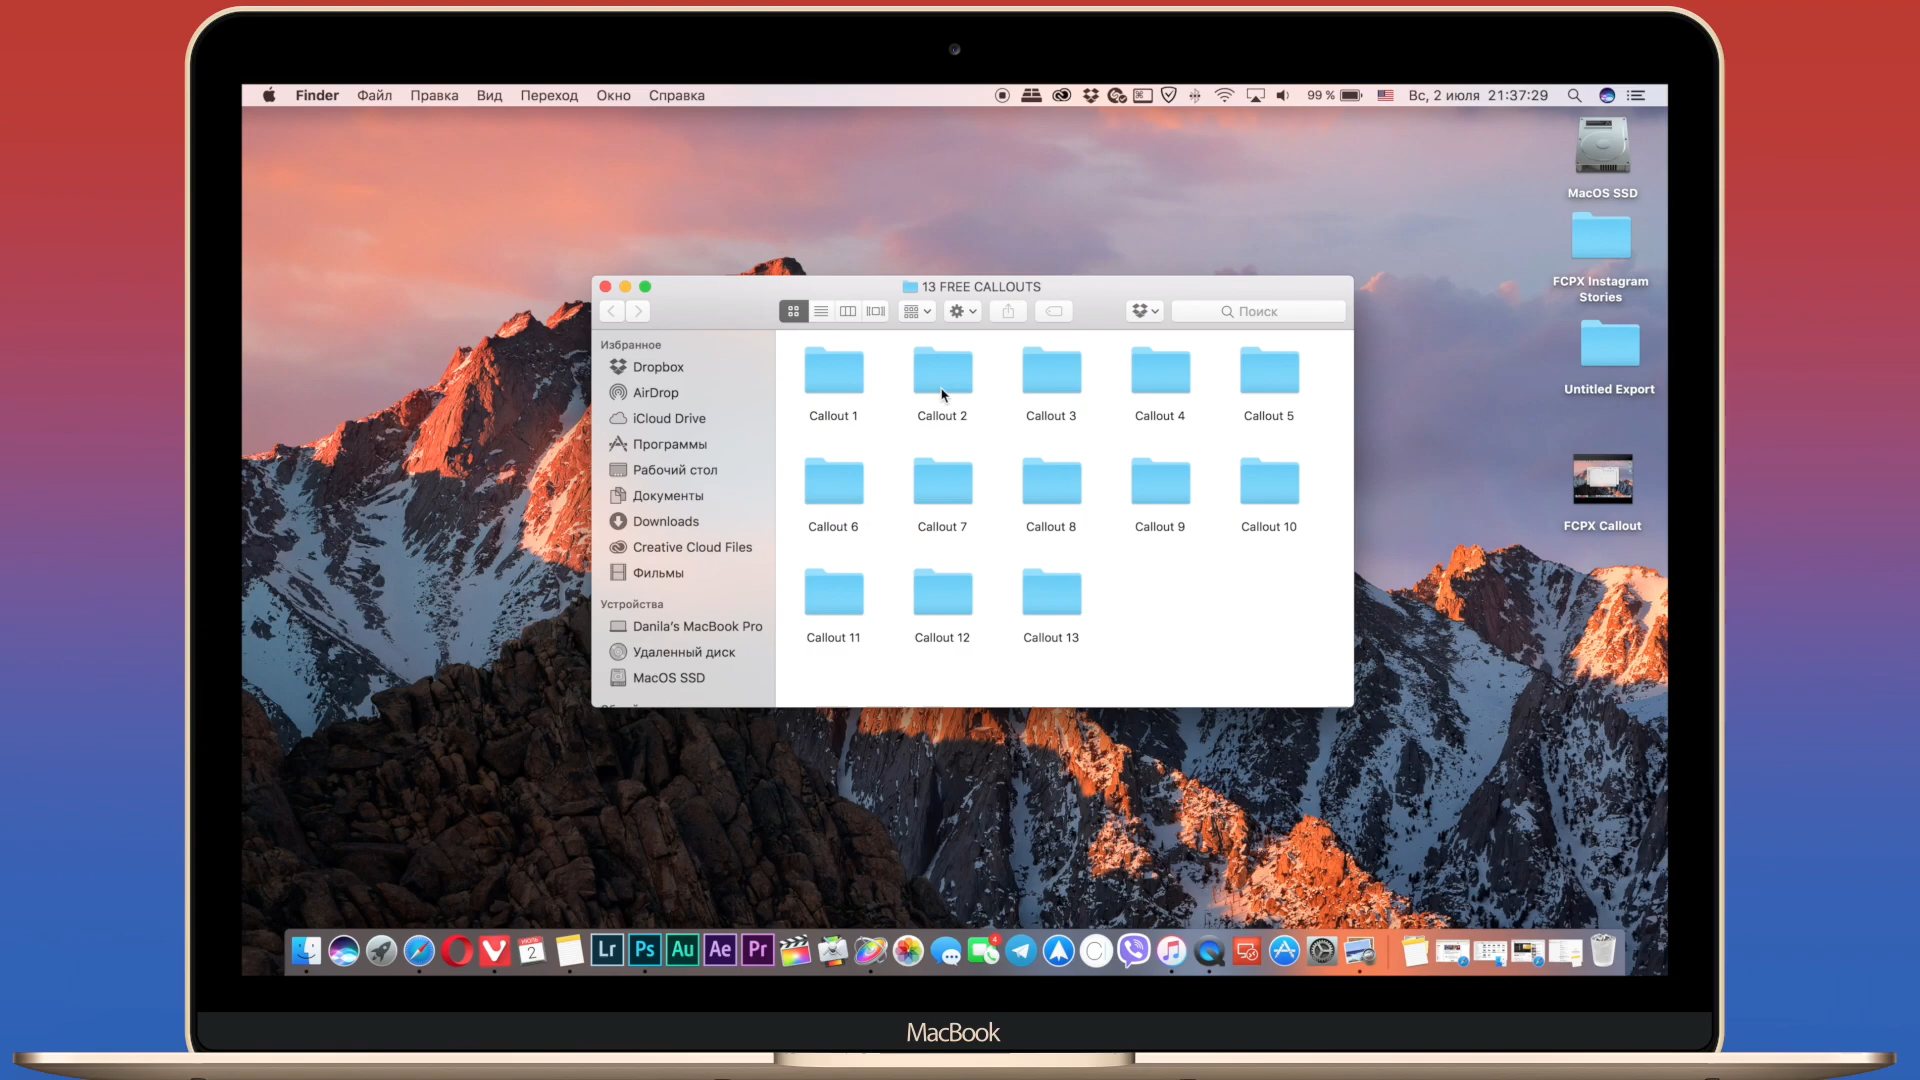 Finder Файл Правка Вид Переход Окно Справка 99 % Вс, 2 июля 21:37:29
MacOS SSD
FCPX Instagram
Stories
Untitled Export
FCPX Callout
13 FREE CALLOUTS
Поиск
Избранное
Dropbox
AirDrop
iCloud Drive
Программы
Рабочий стол
Документы
Downloads
Creative Cloud Files
Фильмы
Устройства
Danila's MacBook Pro
Удаленный диск
MacOS SSD
Callout 1 Callout 2 Callout 3 Callout 4 Callout 5
Callout 6 Callout 7 Callout 8 Callout 9 Callout 10
Callout 11 Callout 12 Callout 13
ИЮЛЬ
2 Lr Ps Au Ae Pr 4
MacBook